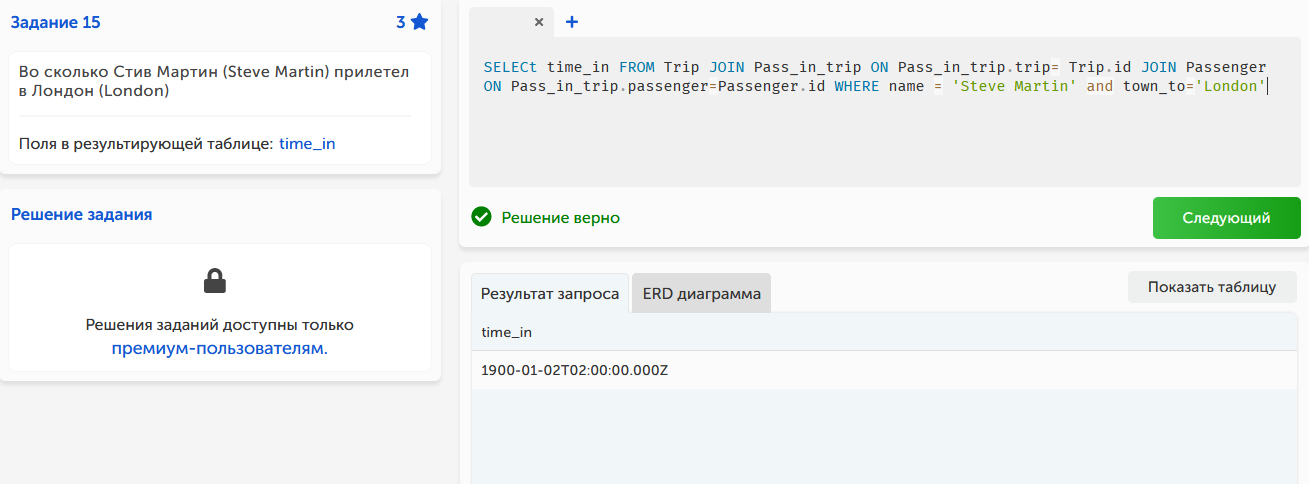 Задание 15
3
Во сколько Стив Мартин (Steve Martin) прилетел
в Лондон (London)
Поля в результирующей таблице: time_in
Решение задания
Решения заданий доступны только
премиум-пользователям.
SELECt time_in FROM Trip JOIN Pass_in_trip ON Pass_in_trip.trip= Trip.id JOIN Passenger
ON Pass_in_trip.passenger=Passenger.id WHERE name = 'Steve Martin' and town_to='London'
Решение верно
Следующий
Результат запроса
ERD диаграмма
Показать таблицу
time_in
1900-01-02T02:00:00.000Z